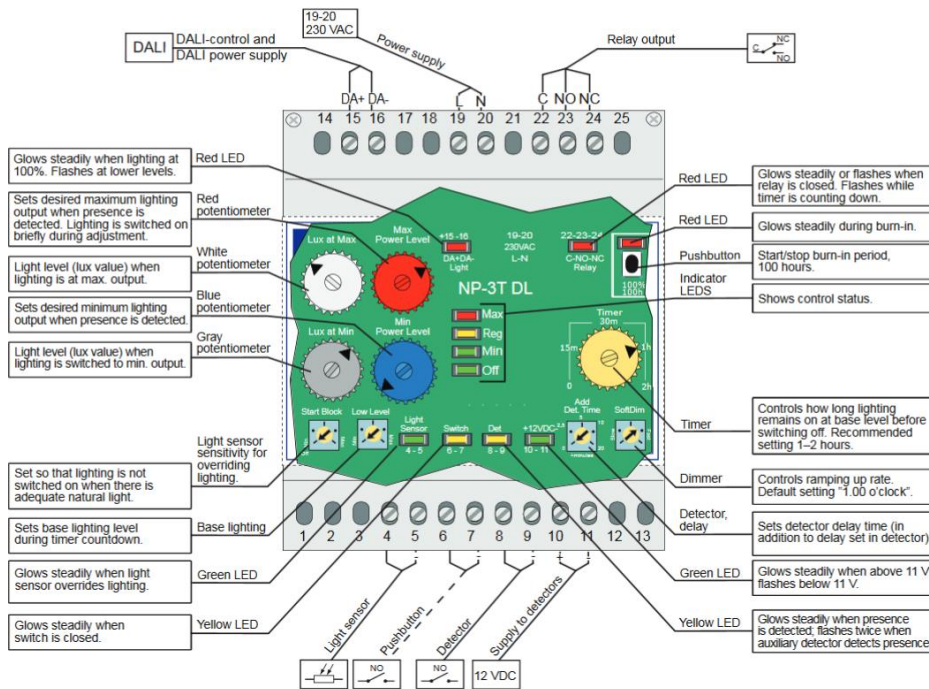 19-20
230 VAC
DALI
DALI-control and
DALI power supply
Power supply
Relay output
C
NC
NO
DA+ DA-
L N
C NO NC
14 15 16 17 18 19 20 21 22 23 24 25
Glows steadily when lighting at
100%. Flashes at lower levels.
Red LED
Sets desired maximum lighting
output when presence is
detected. Lighting is switched on
briefly during adjustment.
Red
potentiometer
Light level (lux value) when
lighting is at max. output.
White
potentiometer
Sets desired minimum lighting
output when presence is detected.
Blue
potentiometer
Light level (lux value) when
lighting is switched to min. output.
Gray
potentiometer
Set so that lighting is not
switched on when there is
adequate natural light.
Light sensor
sensitivity for
overriding
lighting.
Sets base lighting level
during timer countdown.
Base lighting
Glows steadily when light
sensor overrides lighting.
Green LED
Glows steadily when
switch is closed.
Yellow LED
Lux at Max
Max
Power Level
+15 -16
DA+DA-
Light
19-20
230VAC
L-N
22-23-24
C-NO-NC
Relay
100%
100h
NP-3T DL
Max
Reg
Min
Off
Lux at Min
Min
Power Level
Timer
30m
15m
1h
0
2h
Start Block
Low Level
Light
Sensor
4 - 5
Switch
6 - 7
Det
8 - 9
+12VDC
10 - 11
Add
Det. Time
SoftDim
Red LED
Glows steadily or flashes when
relay is closed. Flashes while
timer is counting down.
Red LED
Glows steadily during burn-in.
Pushbutton
Start/stop burn-in period,
100 hours.
Indicator
LEDS
Shows control status.
Timer
Controls how long lighting
remains on at base level before
switching off. Recommended
setting 1–2 hours.
Dimmer
Controls ramping up rate.
Default setting "1.00 o'clock".
Detector,
delay
Sets detector delay time (in
addition to delay set in detector)
Green LED
Glows steadily when above 11 V
flashes below 11 V.
Yellow LED
Glows steadily when presence
is detected; flashes twice when
auxiliary detector detects presence
1 2 3 4 5 6 7 8 9 10 11 12 13
Light sensor
Pushbutton
Detector
Supply to detectors
NO
NO
12 VDC